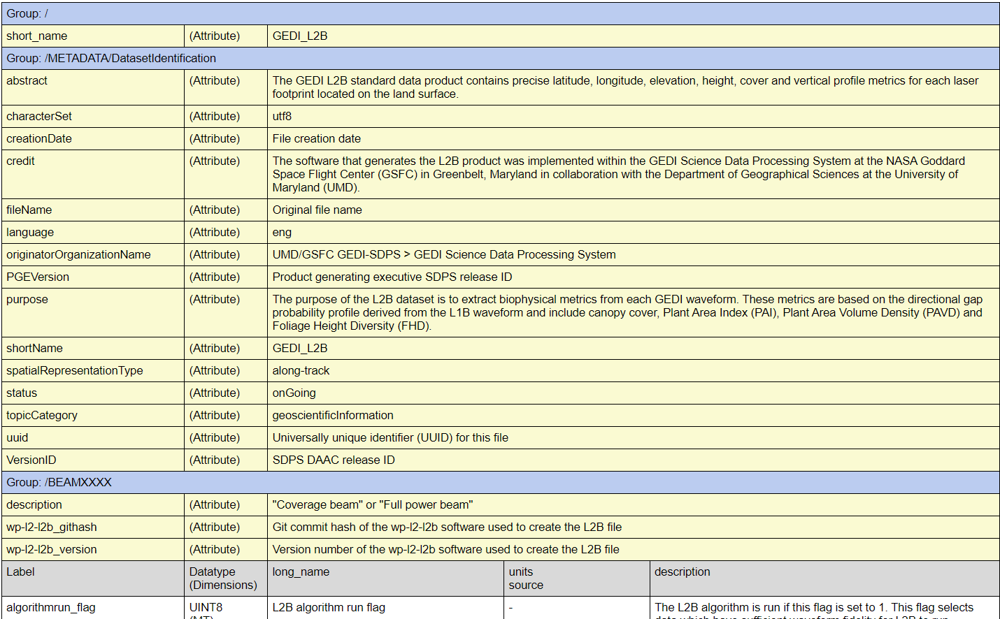 Group: /
short_name (Attribute) GEDI_L2B
Group: /METADATA/DatasetIdentification
abstract (Attribute) The GEDI L2B standard data product contains precise latitude, longitude, elevation, height, cover and vertical profile metrics for each laser
footprint located on the land surface.
characterSet (Attribute) utf8
creationDate (Attribute) File creation date
credit (Attribute) The software that generates the L2B product was implemented within the GEDI Science Data Processing System at the NASA Goddard
Space Flight Center (GSFC) in Greenbelt, Maryland in collaboration with the Department of Geographical Sciences at the University of
Maryland (UMD).
fileName (Attribute) Original file name
language (Attribute) eng
originatorOrganizationName (Attribute) UMD/GSFC GEDI-SDPS > GEDI Science Data Processing System
PGEVersion (Attribute) Product generating executive SDPS release ID
purpose (Attribute) The purpose of the L2B dataset is to extract biophysical metrics from each GEDI waveform. These metrics are based on the directional gap
probability profile derived from the L1B waveform and include canopy cover, Plant Area Index (PAI), Plant Area Volume Density (PAVD) and
Foliage Height Diversity (FHD).
shortName (Attribute) GEDI_L2B
spatialRepresentationType (Attribute) along-track
status (Attribute) onGoing
topicCategory (Attribute) geoscientificInformation
uuid (Attribute) Universally unique identifier (UUID) for this file
VersionID (Attribute) SDPS DAAC release ID
Group: /BEAMXXXX
description (Attribute) "Coverage beam" or "Full power beam"
wp-l2-l2b_githash (Attribute) Git commit hash of the wp-l2-l2b software used to create the L2B file
wp-l2-l2b_version (Attribute) Version number of the wp-l2-l2b software used to create the L2B file
Label Datatype long_name units description
(Dimensions) source
algorithmrun_flag UINT8 L2B algorithm run flag - The L2B algorithm is run if this flag is set to 1. This flag selects